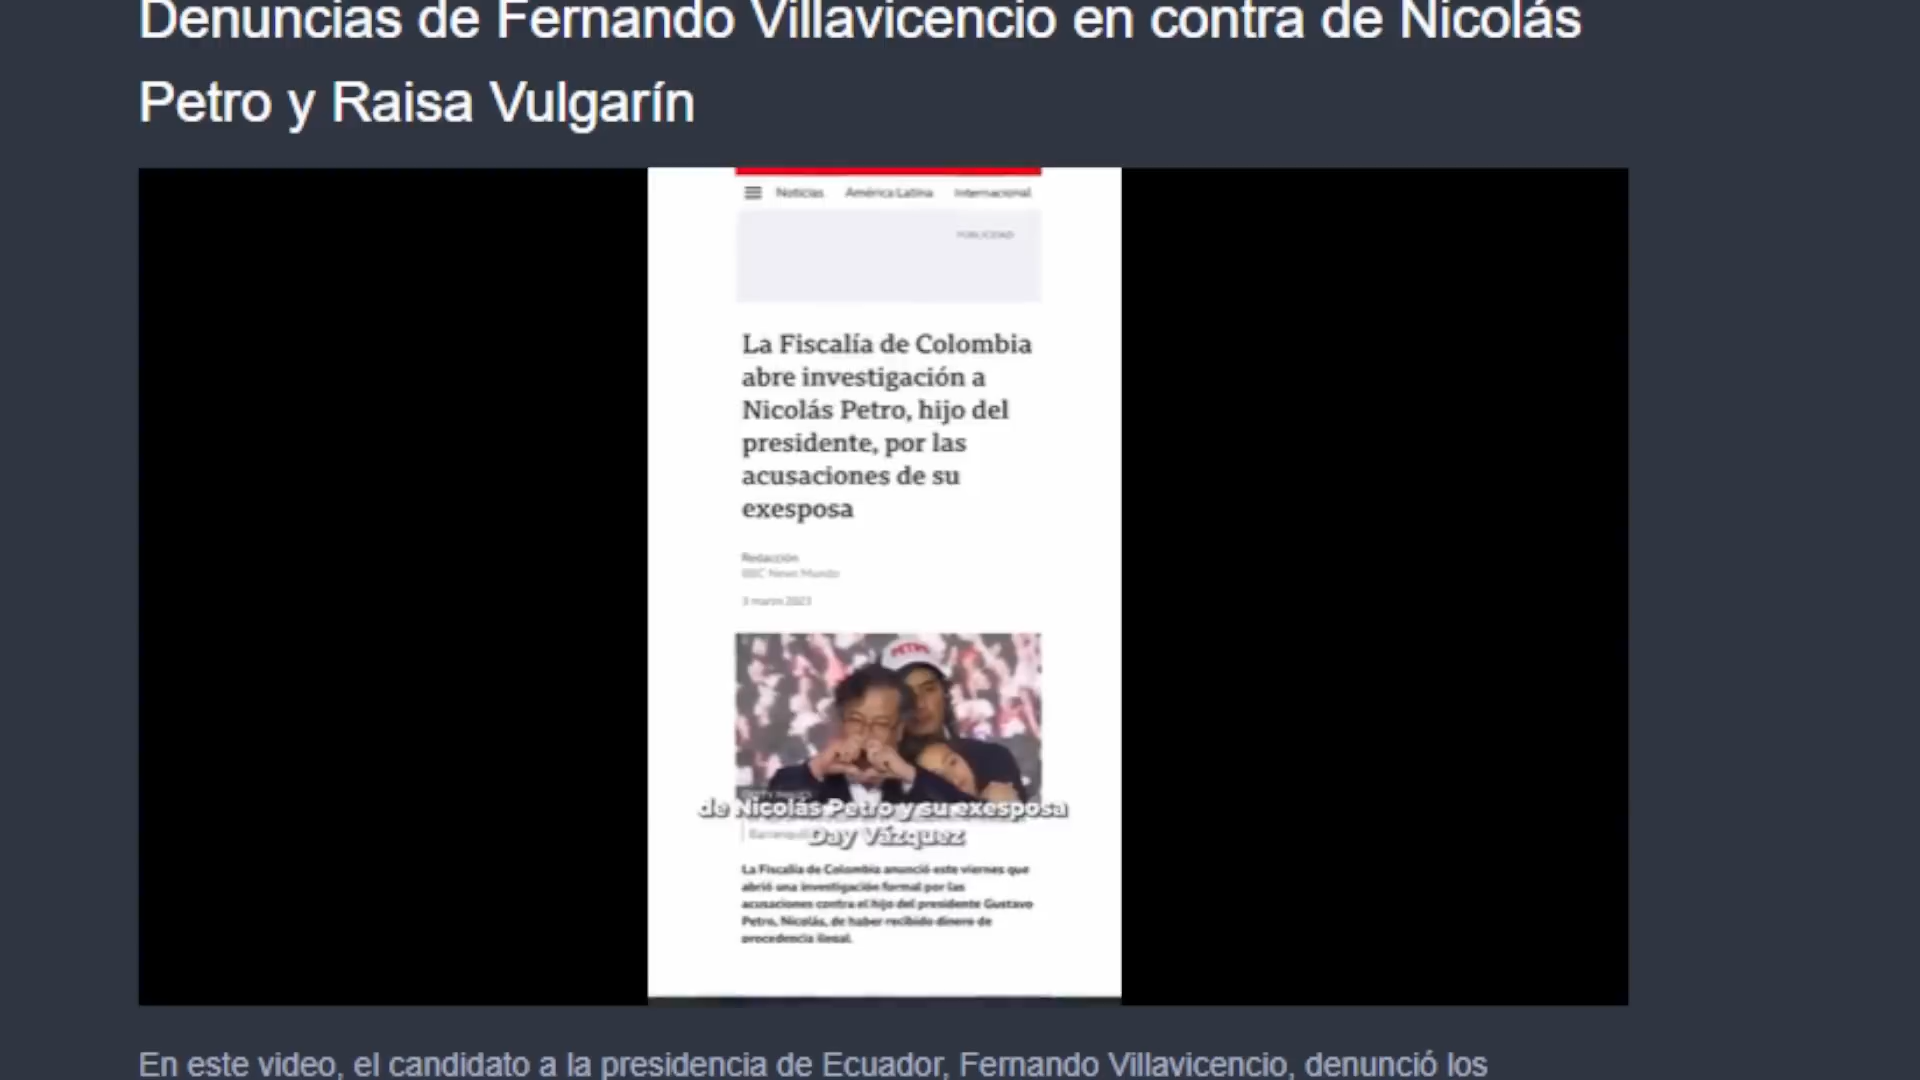 Denuncias de Fernando Villavicencio en contra de Nicolás
Petro y Raisa Vulgarín
Noticias América Latina Internacional
PUBLICIDAD
La Fiscalía de Colombia
abre investigación a
Nicolás Petro, hijo del
presidente, por las
acusaciones de su
exesposa
Redacción
BBC News Mundo
3 marzo 2023
PETRO
de Nicolás Petro y su exesposa
Day Vázquez
La Fiscalía de Colombia anunció este viernes que
abrió una investigación formal por las
acusaciones contra el hijo del presidente Gustavo
Petro, Nicolás, de haber recibido dinero de
procedencia ilegal.
En este video, el candidato a la presidencia de Ecuador, Fernando Villavicencio, denunció los